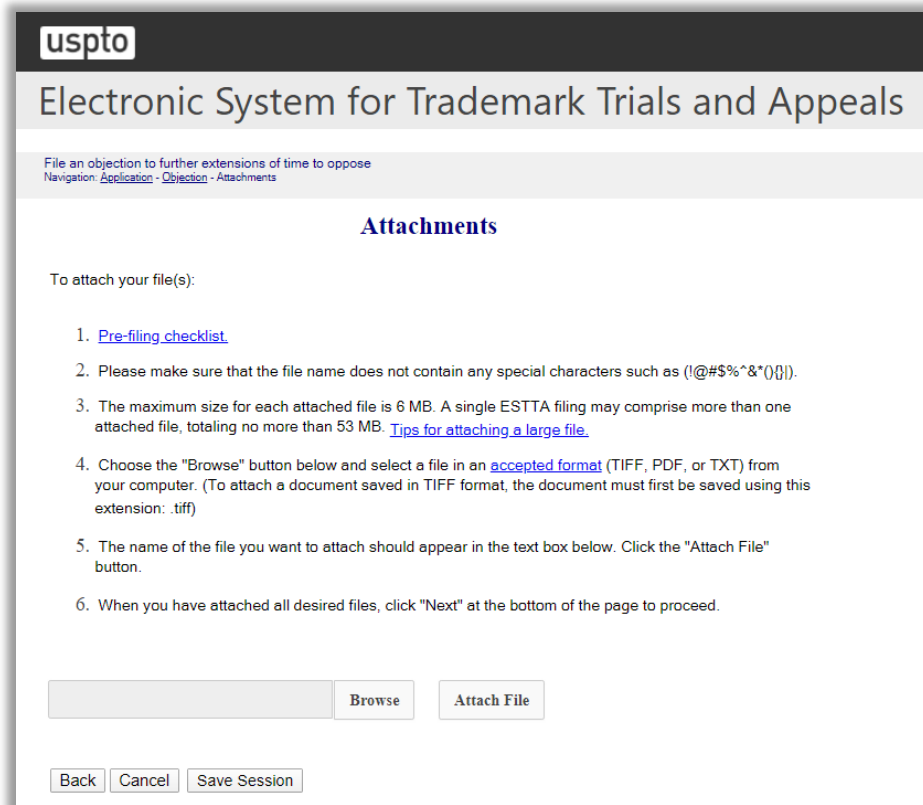 uspto
Electronic System for Trademark Trials and Appeals
File an objection to further extensions of time to oppose
Navigation: Application - Objection - Attachments
Attachments
To attach your file(s):
1. Pre-filing checklist.
2. Please make sure that the file name does not contain any special characters such as (!@#$%^&*(){}|).
3. The maximum size for each attached file is 6 MB. A single ESTTA filing may comprise more than one
attached file, totaling no more than 53 MB. Tips for attaching a large file.
4. Choose the "Browse" button below and select a file in an accepted format (TIFF, PDF, or TXT) from
your computer. (To attach a document saved in TIFF format, the document must first be saved using this
extension: .tiff)
5. The name of the file you want to attach should appear in the text box below. Click the "Attach File"
button.
6. When you have attached all desired files, click "Next" at the bottom of the page to proceed.
Browse Attach File
Back Cancel Save Session